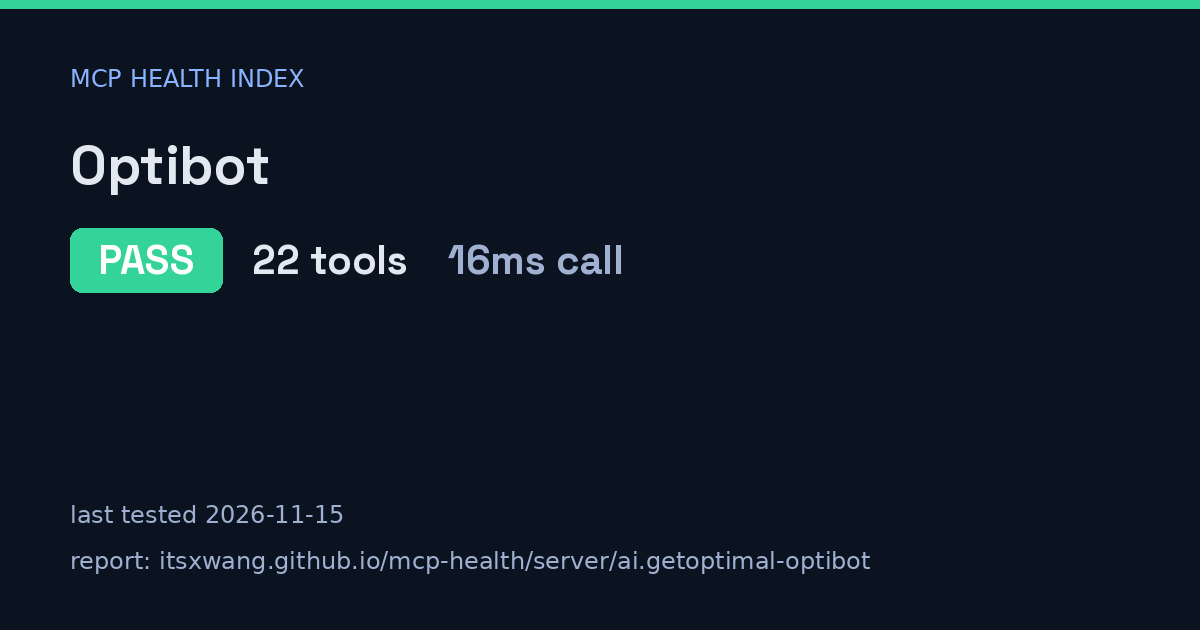 MCP HEALTH INDEX
Optibot
PASS 22 tools 16ms call
last tested 2026-11-15
report: itsxwang.github.io/mcp-health/server/ai.getoptimal-optibot